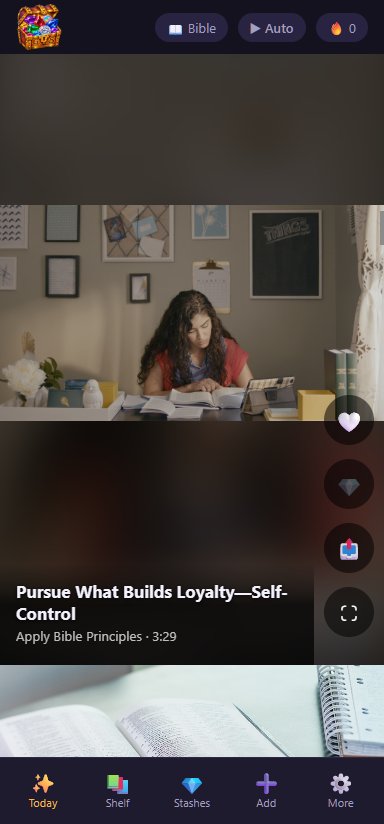 Bible
Auto
0
THINGS
Pursue What Builds Loyalty—Self-
Control
Apply Bible Principles · 3:29
Today
Shelf
Stashes
Add
More